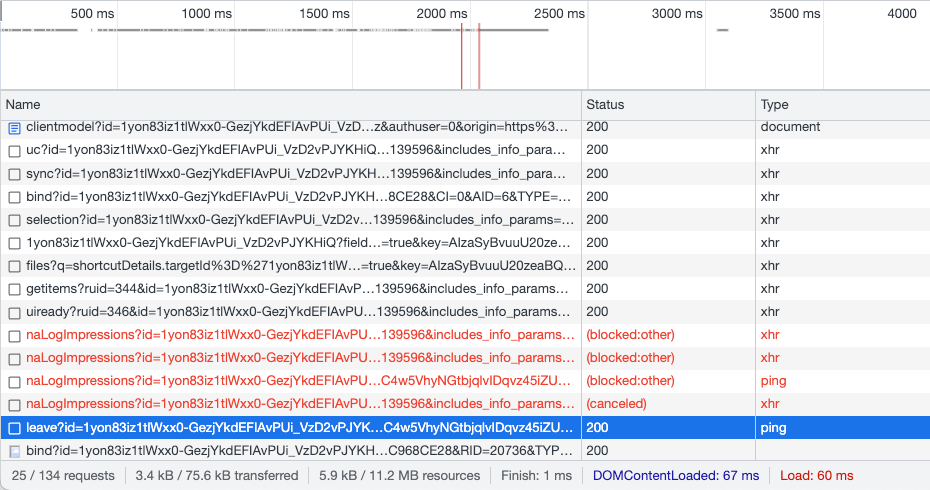 500 ms 1000 ms 1500 ms 2000 ms 2500 ms 3000 ms 3500 ms 4000
Name Status Type
clientmodel?id=1yon83iz1tlWxx0-GezjYkdEFIAvPUi_VzD…z&authuser=0&origin=https%3… 200 document
uc?id=1yon83iz1tlWxx0-GezjYkdEFIAvPUi_VzD2vPJYKHiQ…139596&includes_info_para… 200 xhr
sync?id=1yon83iz1tlWxx0-GezjYkdEFIAvPUi_VzD2vPJYKH…139596&includes_info_para… 200 xhr
bind?id=1yon83iz1tlWxx0-GezjYkdEFIAvPUi_VzD2vPJYKH…8CE28&CI=0&AID=6&TYPE=… 200 xhr
selection?id=1yon83iz1tlWxx0-GezjYkdEFIAvPUi_VzD2v…139596&includes_info_params=… 200 xhr
1yon83iz1tlWxx0-GezjYkdEFIAvPUi_VzD2vPJYKHiQ?field…=true&key=AIzaSyBvuuU20ze… 200 xhr
files?q=shortcutDetails.targetId%3D%271yon83iz1tlW…=true&key=AIzaSyBvuuU20zeaBQ… 200 xhr
getitems?ruid=344&id=1yon83iz1tlWxx0-GezjYkdEFIAvP…139596&includes_info_params… 200 xhr
uiready?ruid=346&id=1yon83iz1tlWxx0-GezjYkdEFIAvPU…139596&includes_info_params… 200 xhr
naLogImpressions?id=1yon83iz1tlWxx0-GezjYkdEFIAvPU…139596&includes_info_params… (blocked:other) xhr
naLogImpressions?id=1yon83iz1tlWxx0-GezjYkdEFIAvPU…139596&includes_info_params… (blocked:other) xhr
naLogImpressions?id=1yon83iz1tlWxx0-GezjYkdEFIAvPU…C4w5VhyNGtbjqlvIDqvz45iZU… (blocked:other) ping
naLogImpressions?id=1yon83iz1tlWxx0-GezjYkdEFIAvPU…139596&includes_info_params… (canceled) xhr
leave?id=1yon83iz1tlWxx0-GezjYkdEFIAvPUi_VzD2vPJYK…C4w5VhyNGtbjqlvIDqvz45iZU… 200 ping
bind?id=1yon83iz1tlWxx0-GezjYkdEFIAvPUi_VzD2vPJYKH…C968CE28&RID=20736&TYP… 200
25 / 134 requests 3.4 kB / 75.6 kB transferred 5.9 kB / 11.2 MB resources Finish: 1 ms DOMContentLoaded: 67 ms Load: 60 ms